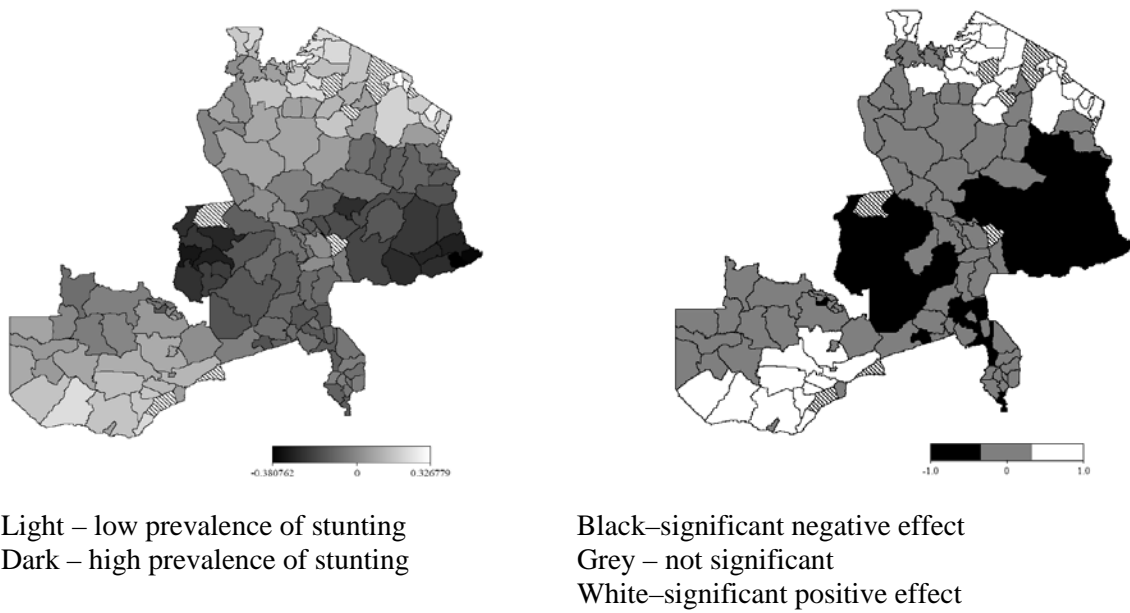 -0.380762 0 0.326779
-1.0 0 1.0
Light – low prevalence of stunting
Dark – high prevalence of stunting
Black–significant negative effect
Grey – not significant
White–significant positive effect